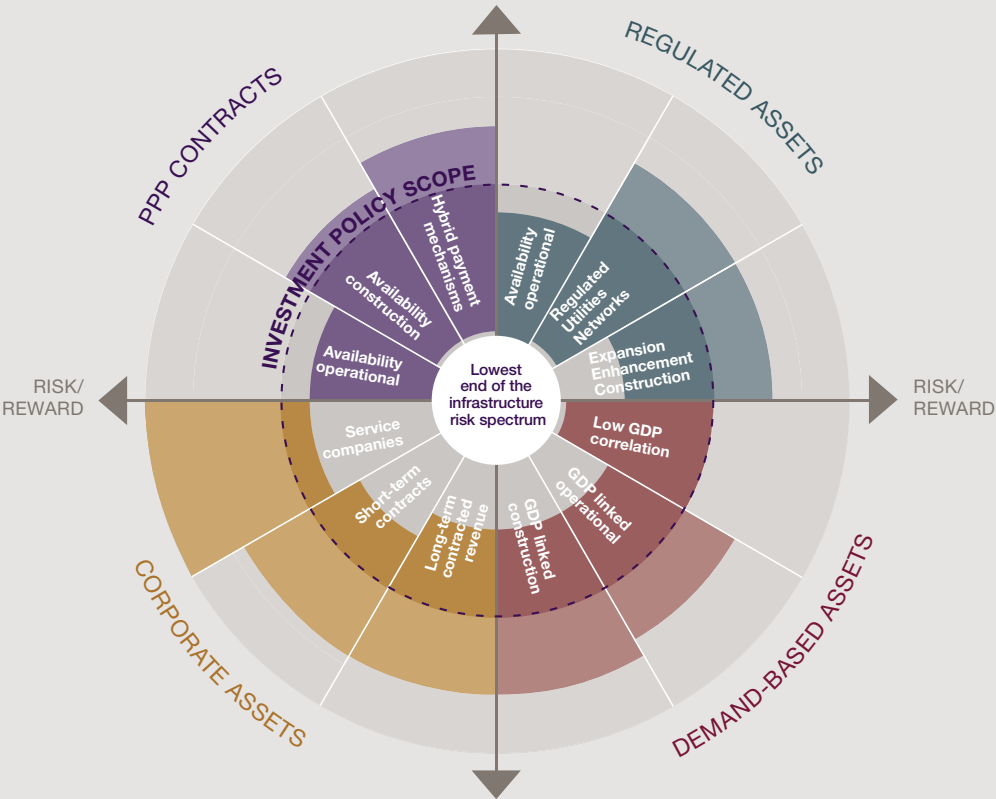 PPP CONTRACTS
REGULATED ASSETS
INVESTMENT POLICY SCOPE
Hybrid payment
mechanisms
Availability
construction
Availability
operational
Availability
operational
Regulated
Utilities
Networks
Expansion
Enhancement
Construction
RISK/
REWARD
Lowest
end of the
infrastructure
risk spectrum
RISK/
REWARD
Service
companies
Short-term
contracts
Long-term
contracted
revenue
GDP linked
construction
GDP linked
operational
Low GDP
correlation
CORPORATE ASSETS
DEMAND-BASED ASSETS